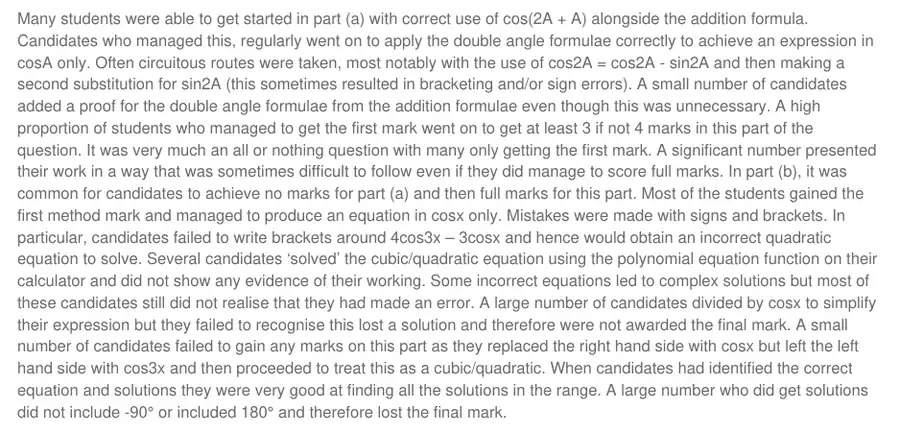 Many students were able to get started in part (a) with correct use of cos(2A + A) alongside the addition formula.
Candidates who managed this, regularly went on to apply the double angle formulae correctly to achieve an expression in
cosA only. Often circuitous routes were taken, most notably with the use of cos2A = cos2A - sin2A and then making a
second substitution for sin2A (this sometimes resulted in bracketing and/or sign errors). A small number of candidates
added a proof for the double angle formulae from the addition formulae even though this was unnecessary. A high
proportion of students who managed to get the first mark went on to get at least 3 if not 4 marks in this part of the
question. It was very much an all or nothing question with many only getting the first mark. A significant number presented
their work in a way that was sometimes difficult to follow even if they did manage to score full marks. In part (b), it was
common for candidates to achieve no marks for part (a) and then full marks for this part. Most of the students gained the
first method mark and managed to produce an equation in cosx only. Mistakes were made with signs and brackets. In
particular, candidates failed to write brackets around 4cos3x – 3cosx and hence would obtain an incorrect quadratic
equation to solve. Several candidates ‘solved’ the cubic/quadratic equation using the polynomial equation function on their
calculator and did not show any evidence of their working. Some incorrect equations led to complex solutions but most of
these candidates still did not realise that they had made an error. A large number of candidates divided by cosx to simplify
their expression but they failed to recognise this lost a solution and therefore were not awarded the final mark. A small
number of candidates failed to gain any marks on this part as they replaced the right hand side with cosx but left the left
hand side with cos3x and then proceeded to treat this as a cubic/quadratic. When candidates had identified the correct
equation and solutions they were very good at finding all the solutions in the range. A large number who did get solutions
did not include -90° or included 180° and therefore lost the final mark.